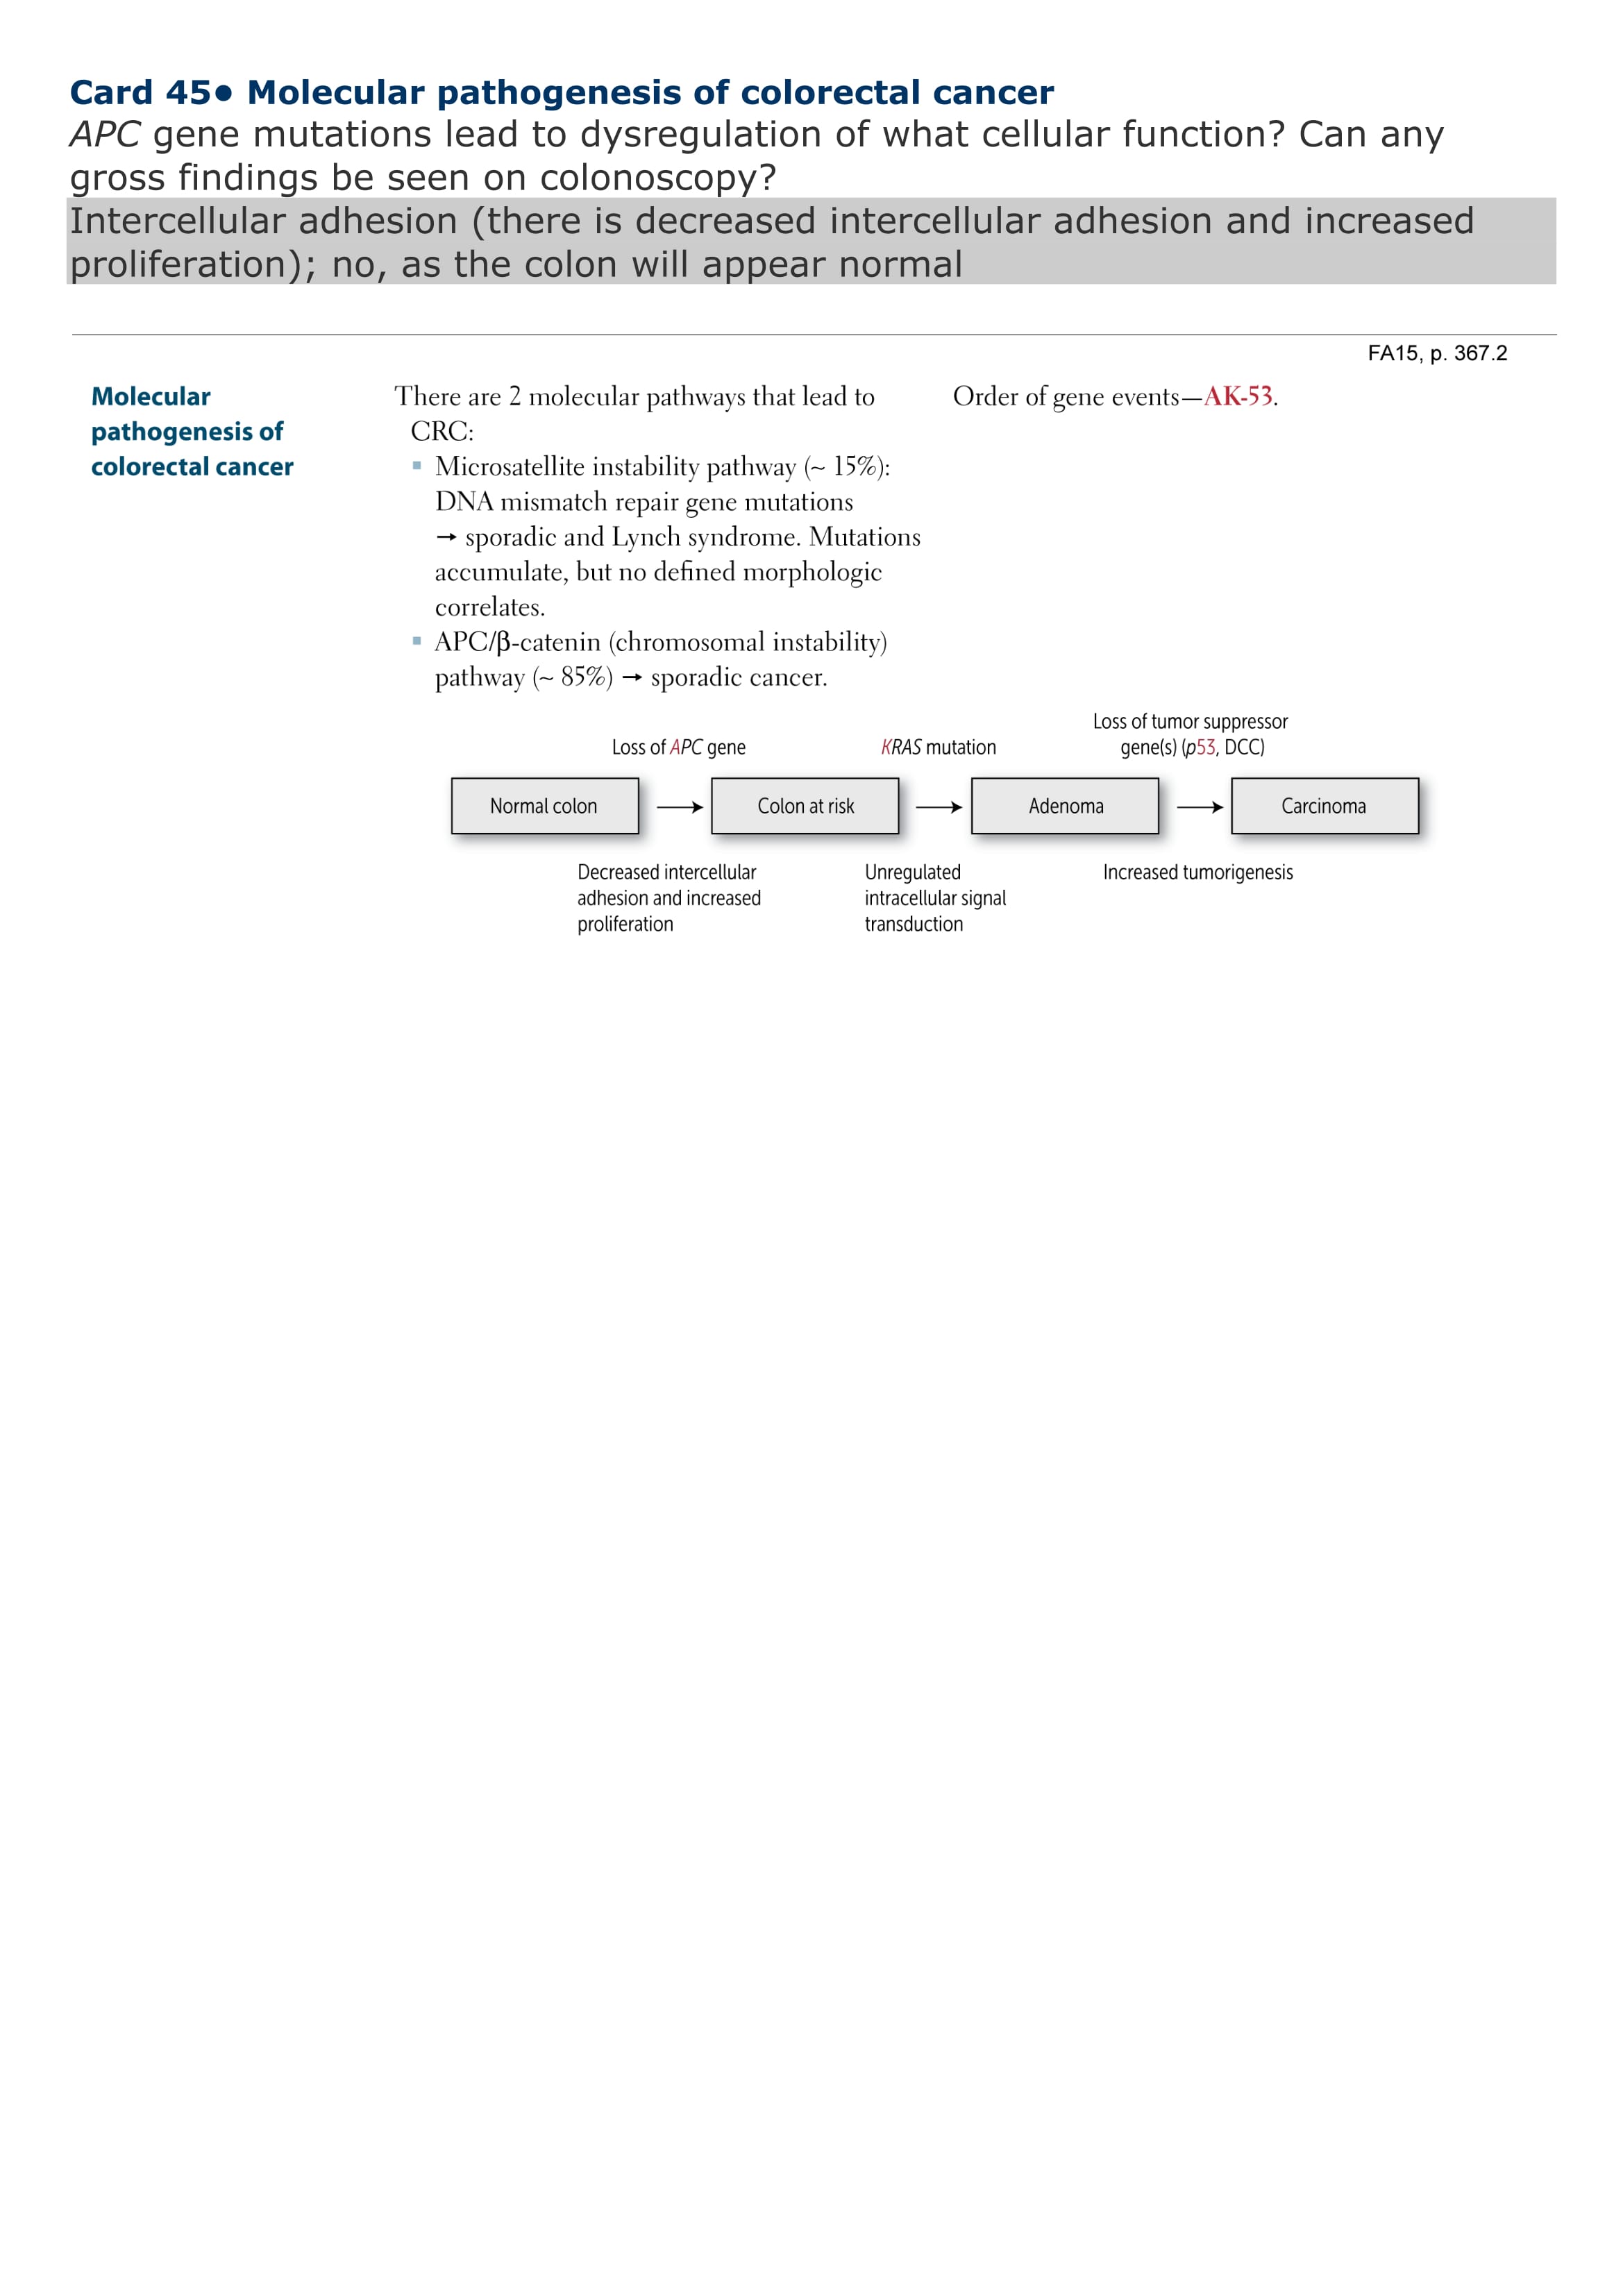 Card 45● Molecular pathogenesis of colorectal cancer
APC gene mutations lead to dysregulation of what cellular function? Can any
gross findings be seen on colonoscopy?
Intercellular adhesion (there is decreased intercellular adhesion and increased
proliferation); no, as the colon will appear normal
FA15, p. 367.2
Molecular
pathogenesis of
colorectal cancer
There are 2 molecular pathways that lead to
CRC:
▪ Microsatellite instability pathway (~ 15%):
DNA mismatch repair gene mutations
→ sporadic and Lynch syndrome. Mutations
accumulate, but no defined morphologic
correlates.
▪ APC/β-catenin (chromosomal instability)
pathway (~ 85%) → sporadic cancer.
Order of gene events—AK-53.
Loss of APC gene
KRAS mutation
Loss of tumor suppressor
gene(s) (p53, DCC)
Normal colon
Colon at risk
Adenoma
Carcinoma
Decreased intercellular
adhesion and increased
proliferation
Unregulated
intracellular signal
transduction
Increased tumorigenesis